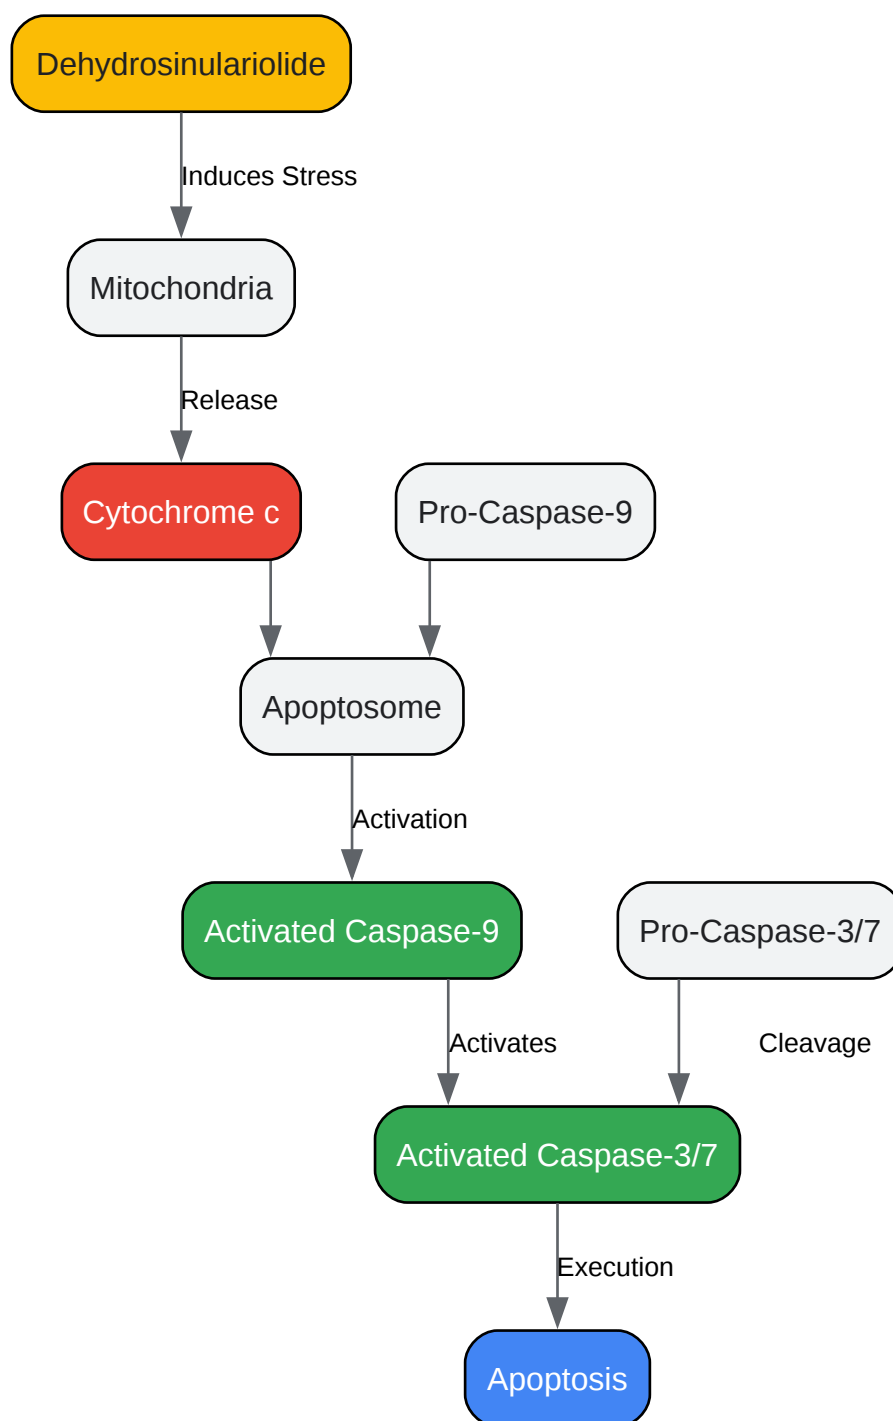 Dehydrosinulariolide
Induces Stress
Mitochondria
Release
Cytochrome c
Pro-Caspase-9
Apoptosome
Activation
Activated Caspase-9
Pro-Caspase-3/7
Activates
Cleavage
Activated Caspase-3/7
Execution
Apoptosis